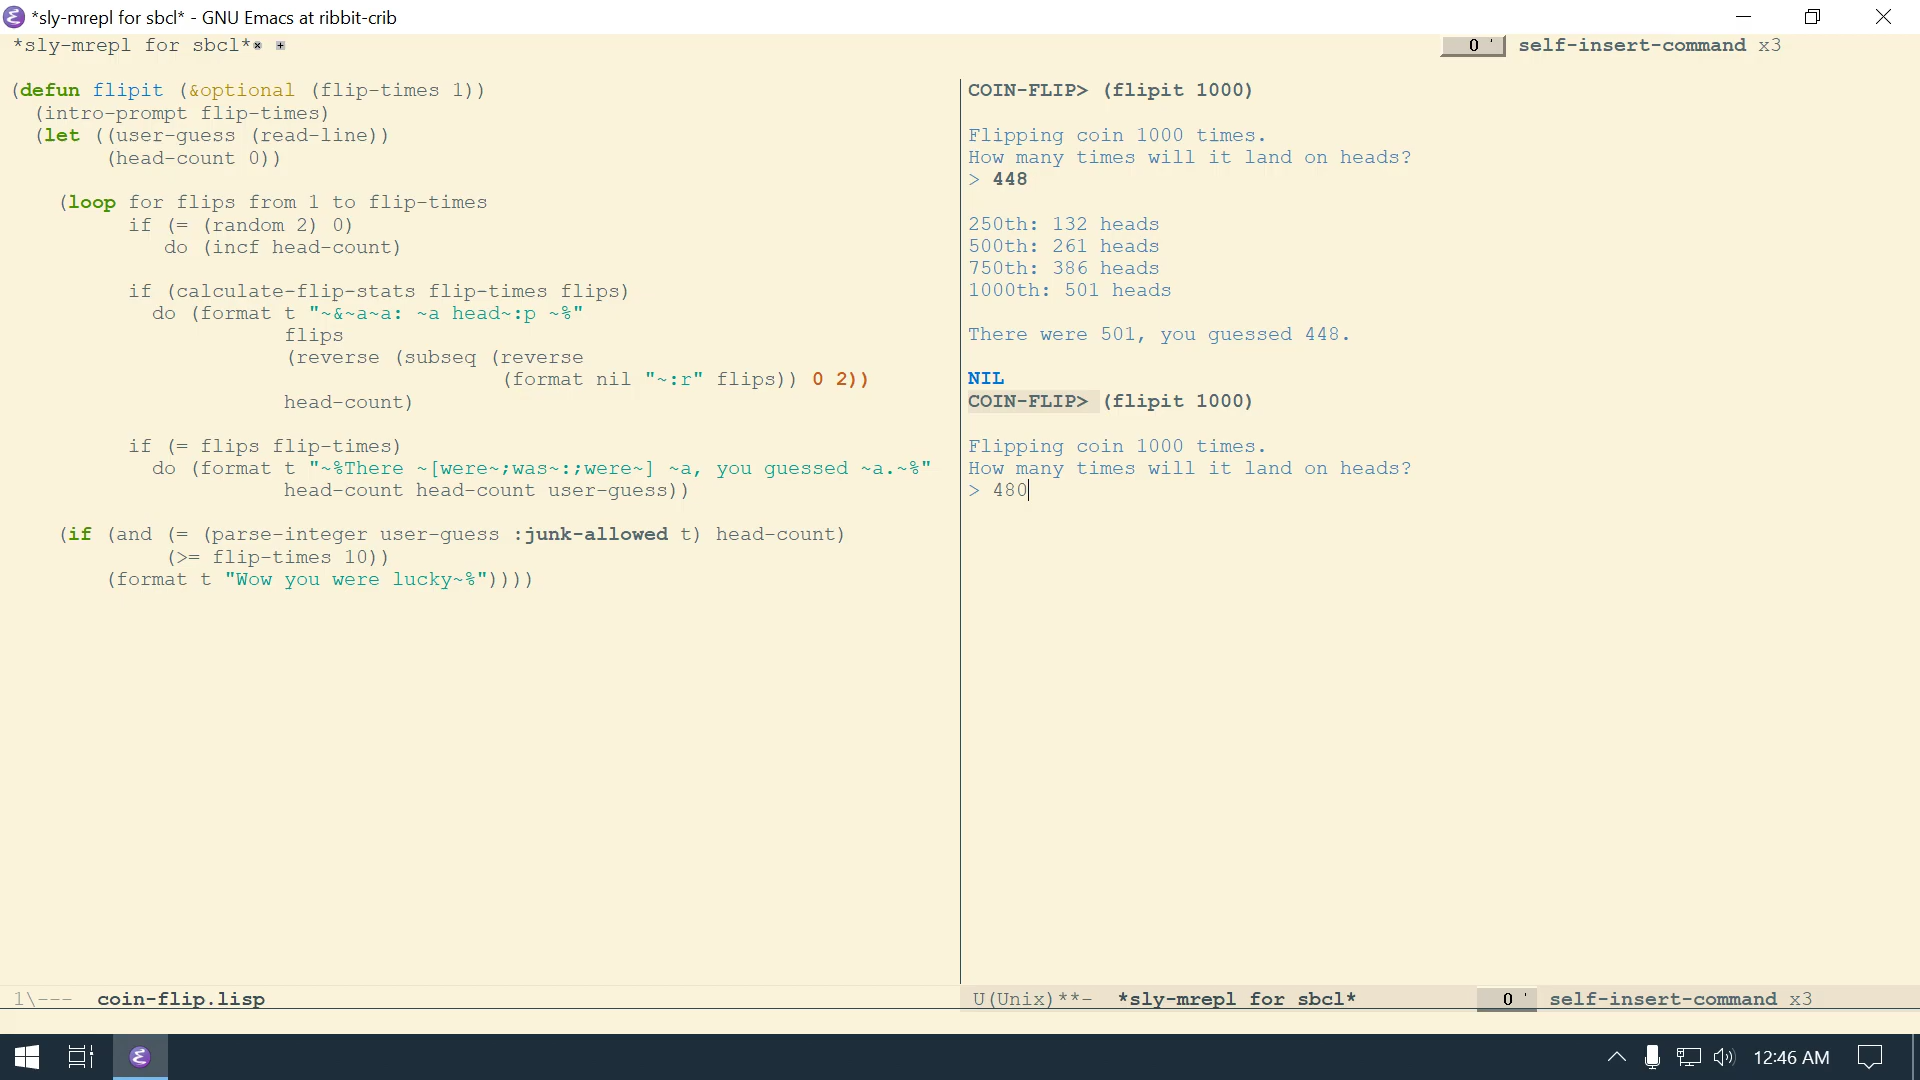 *sly-mrepl for sbcl* - GNU Emacs at ribbit-crib
*sly-mrepl for sbcl*
0 ' self-insert-command x3
(defun flipit (&optional (flip-times 1))
  (intro-prompt flip-times)
  (let ((user-guess (read-line))
        (head-count 0))
    (loop for flips from 1 to flip-times
          if (= (random 2) 0)
             do (incf head-count)
          if (calculate-flip-stats flip-times flips)
            do (format t "~&~a~a: ~a head~:p ~%"
                       flips
                       (reverse (subseq (reverse
                                         (format nil "~:r" flips)) 0 2))
                       head-count)
          if (= flips flip-times)
            do (format t "~%There ~[were~;was~:;were~] ~a, you guessed ~a.~%"
                       head-count head-count user-guess))
    (if (and (= (parse-integer user-guess :junk-allowed t) head-count)
             (>= flip-times 10))
        (format t "Wow you were lucky~%"))))
COIN-FLIP> (flipit 1000)
Flipping coin 1000 times.
How many times will it land on heads?
> 448
250th: 132 heads
500th: 261 heads
750th: 386 heads
1000th: 501 heads
There were 501, you guessed 448.
NIL
COIN-FLIP> (flipit 1000)
Flipping coin 1000 times.
How many times will it land on heads?
> 480
1\--- coin-flip.lisp
U(Unix)**- *sly-mrepl for sbcl* 0 ' self-insert-command x3
12:46 AM